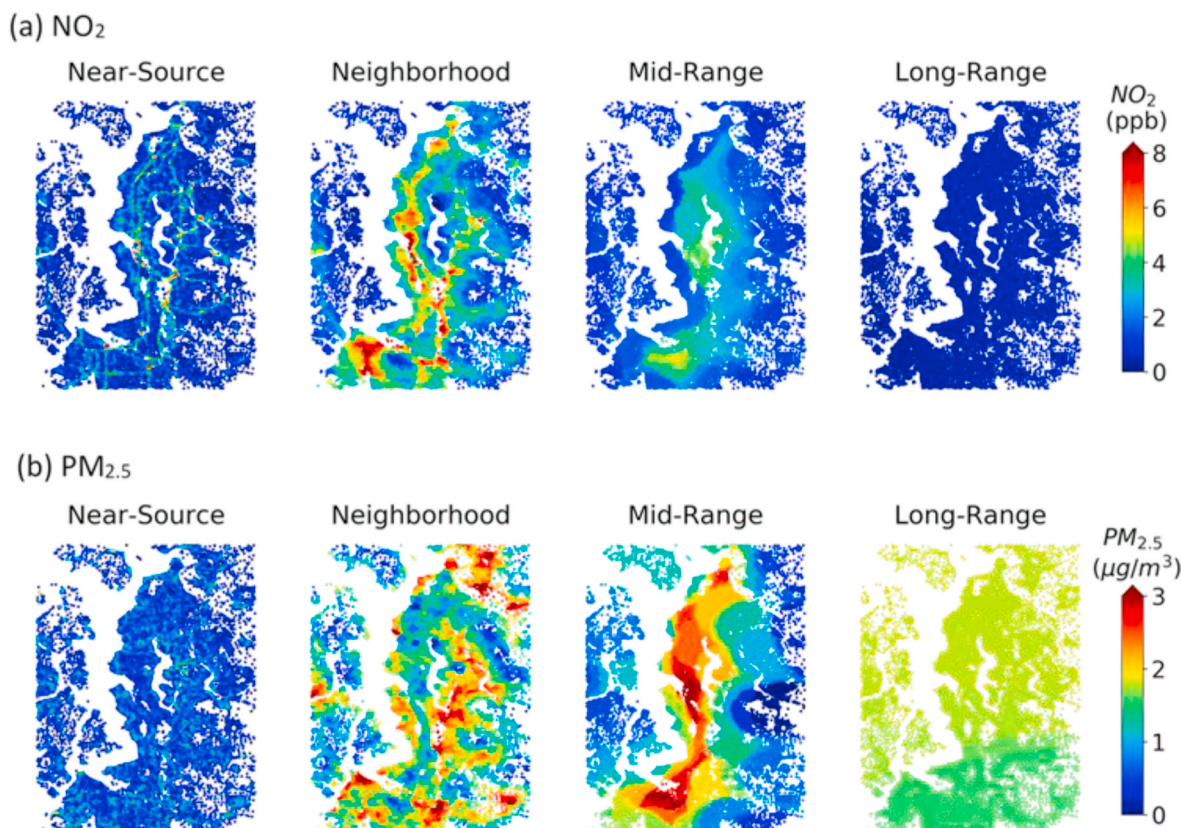 (a) NO₂
Near-Source Neighborhood Mid-Range Long-Range
NO₂
(ppb)
8
6
4
2
0
(b) PM₂.₅
Near-Source Neighborhood Mid-Range Long-Range
PM₂.₅
(μg/m³)
3
2
1
0